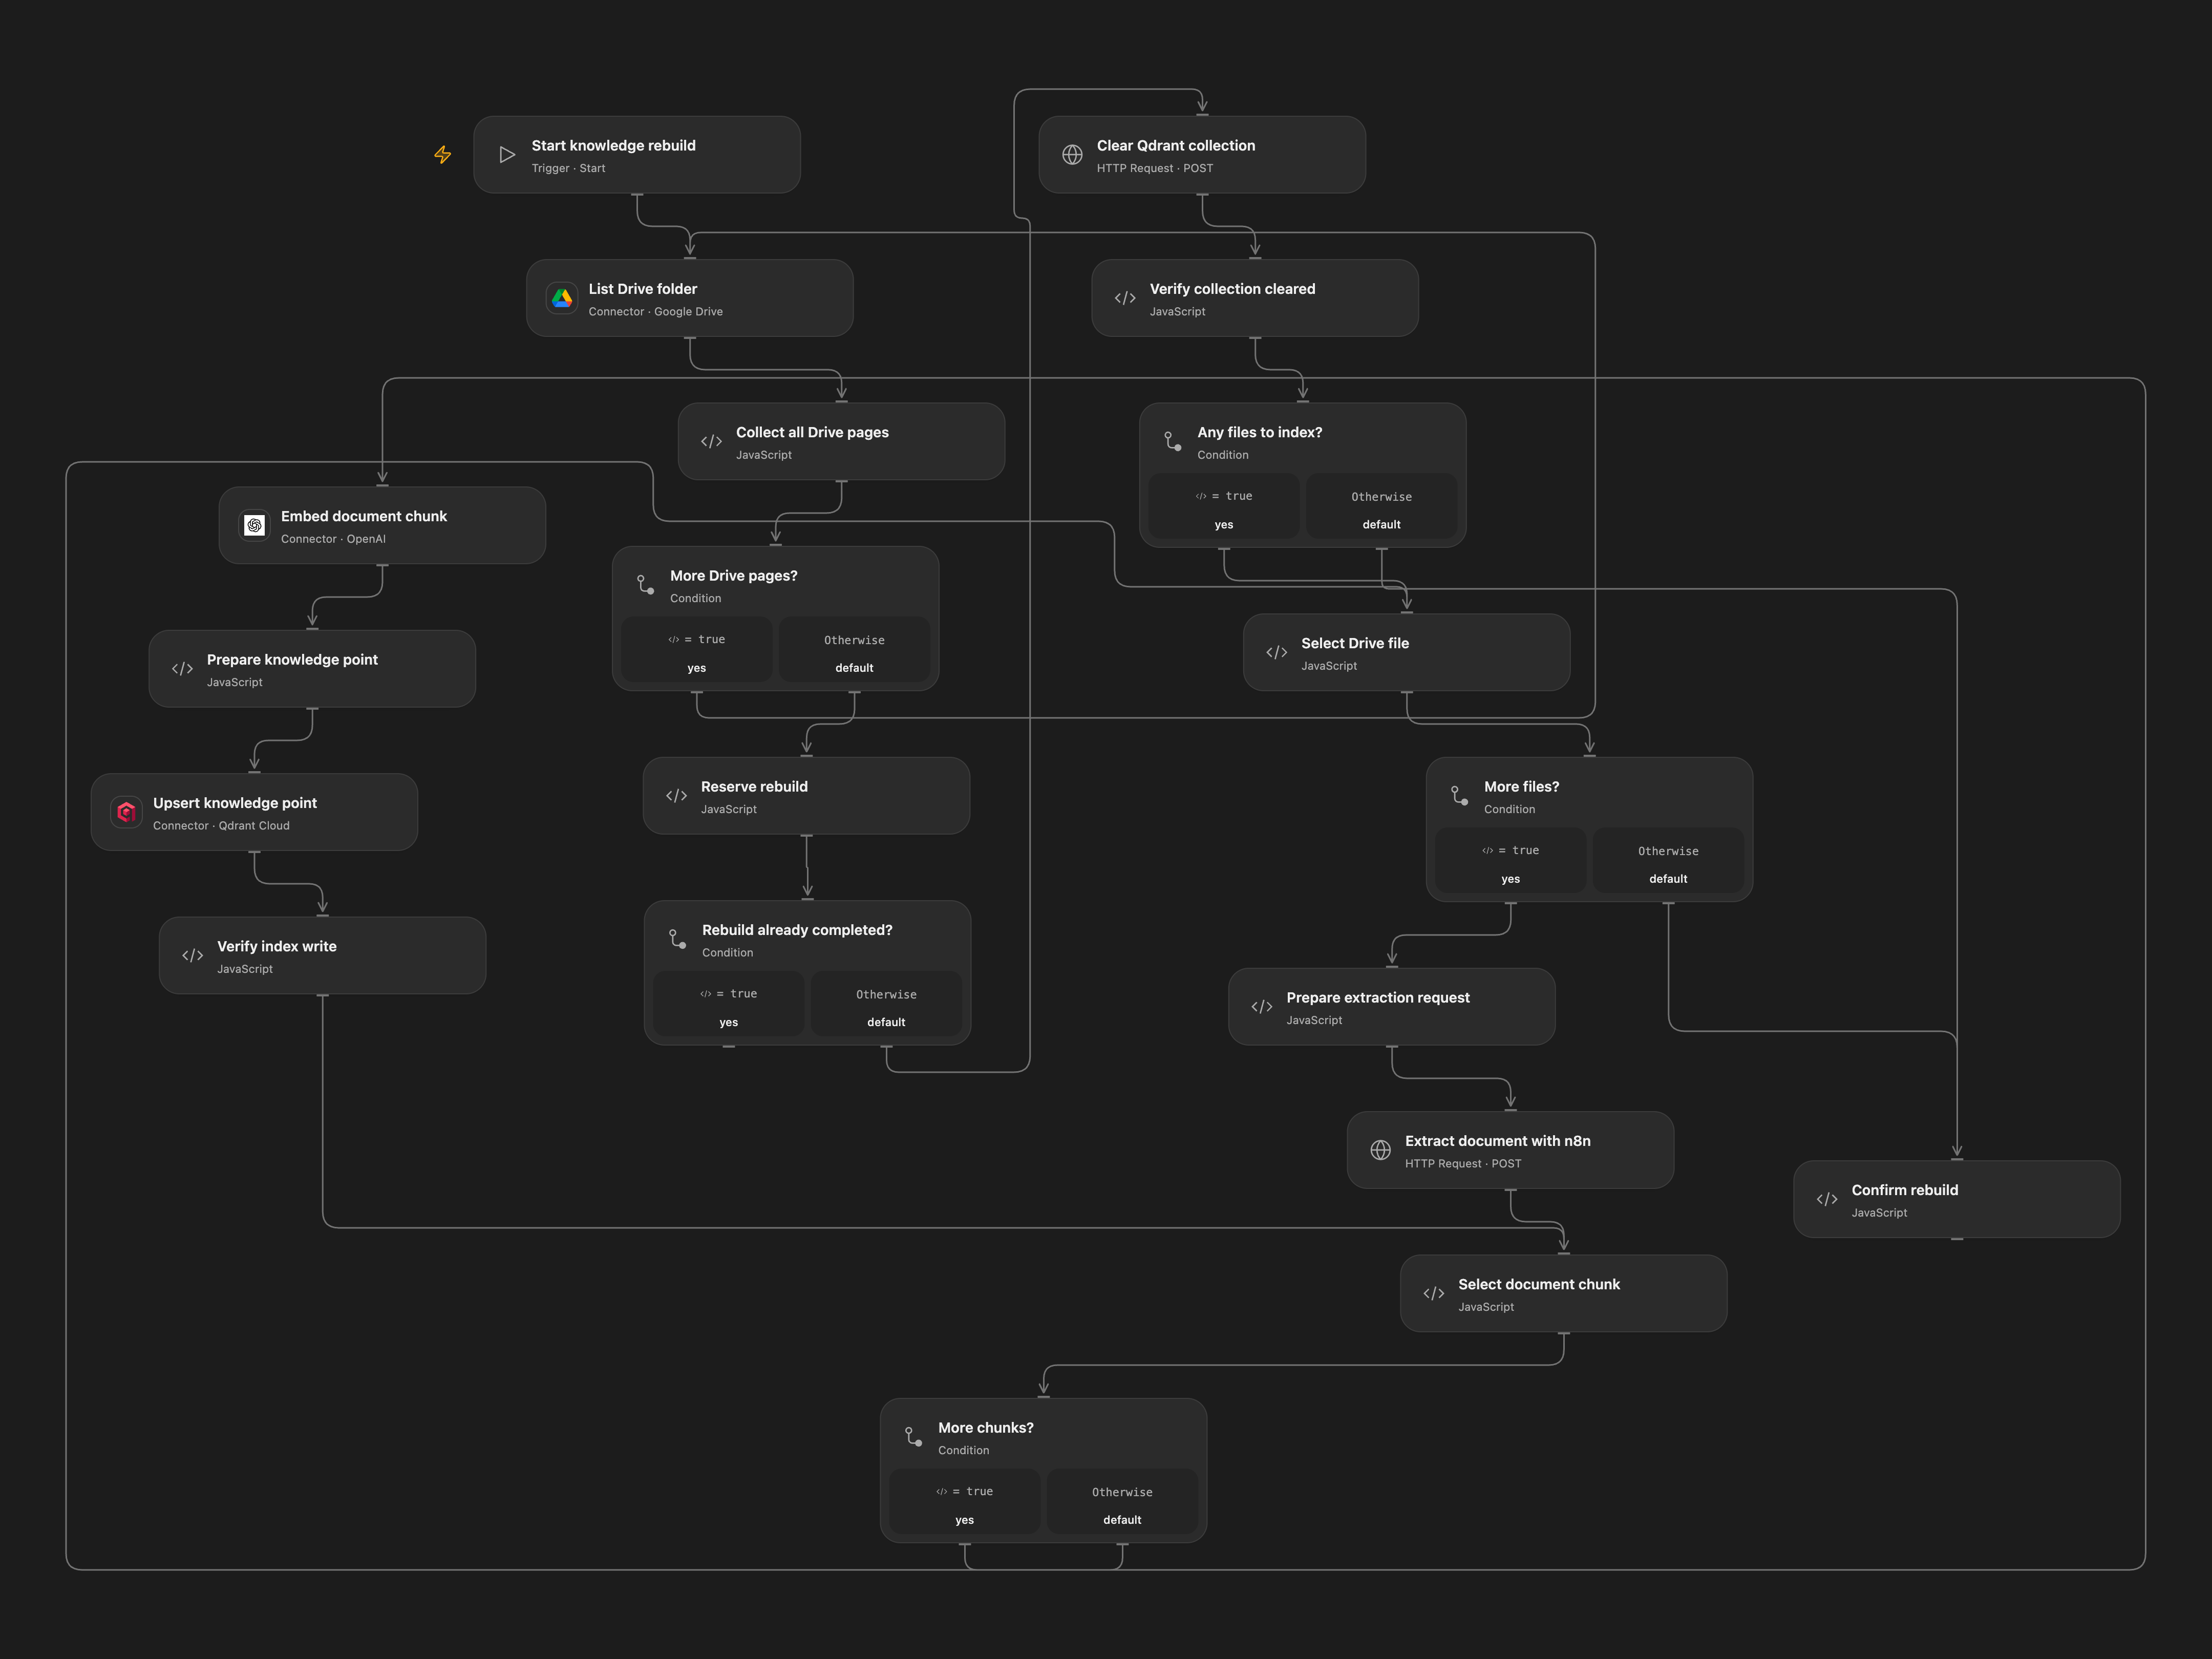 Start knowledge rebuild
Trigger · Start
Clear Qdrant collection
HTTP Request · POST
List Drive folder
Connector · Google Drive
Verify collection cleared
JavaScript
Collect all Drive pages
JavaScript
Any files to index?
Condition
</> = true
yes
Otherwise
default
Embed document chunk
Connector · OpenAI
More Drive pages?
Condition
</> = true
yes
Otherwise
default
Select Drive file
JavaScript
Prepare knowledge point
JavaScript
Upsert knowledge point
Connector · Qdrant Cloud
Reserve rebuild
JavaScript
More files?
Condition
</> = true
yes
Otherwise
default
Verify index write
JavaScript
Rebuild already completed?
Condition
</> = true
yes
Otherwise
default
Prepare extraction request
JavaScript
Extract document with n8n
HTTP Request · POST
Confirm rebuild
JavaScript
Select document chunk
JavaScript
More chunks?
Condition
</> = true
yes
Otherwise
default